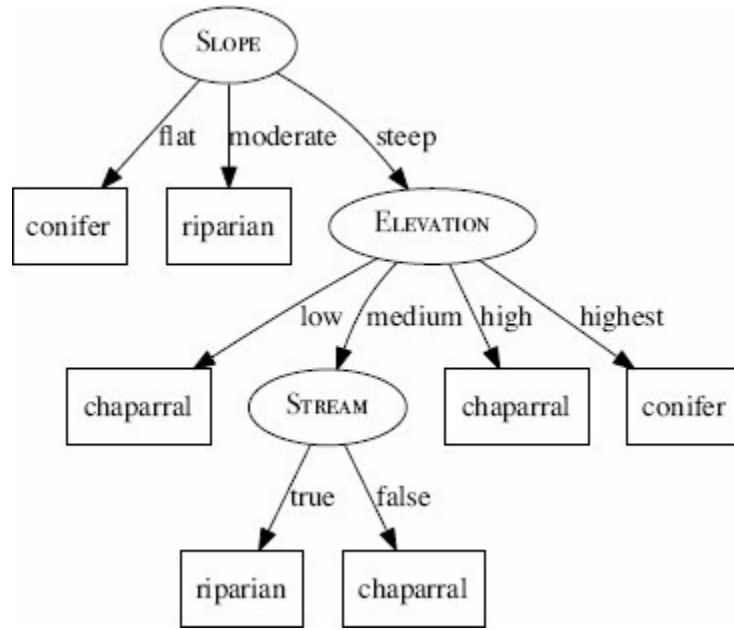 SLOPE
flat moderate steep
conifer riparian ELEVATION
low medium high highest
chaparral STREAM chaparral conifer
true false
riparian chaparral